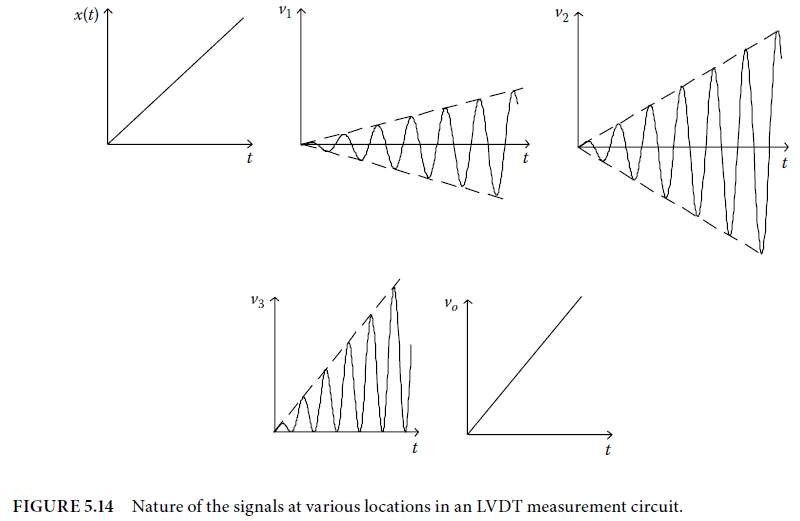 x(t)
t
v1
t
v2
t
v3
t
vo
t
FIGURE 5.14 Nature of the signals at various locations in an LVDT measurement circuit.